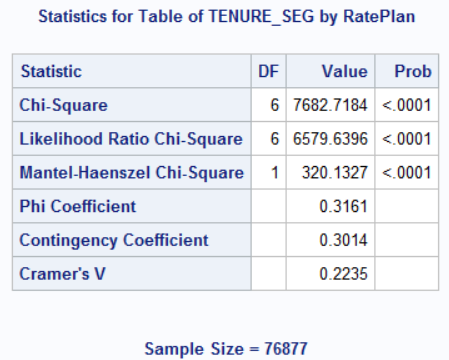 Statistics for Table of TENURE_SEG by RatePlan
Statistic DF Value Prob
Chi-Square 6 7682.7184 <.0001
Likelihood Ratio Chi-Square 6 6579.6396 <.0001
Mantel-Haenszel Chi-Square 1 320.1327 <.0001
Phi Coefficient 0.3161
Contingency Coefficient 0.3014
Cramer's V 0.2235
Sample Size = 76877